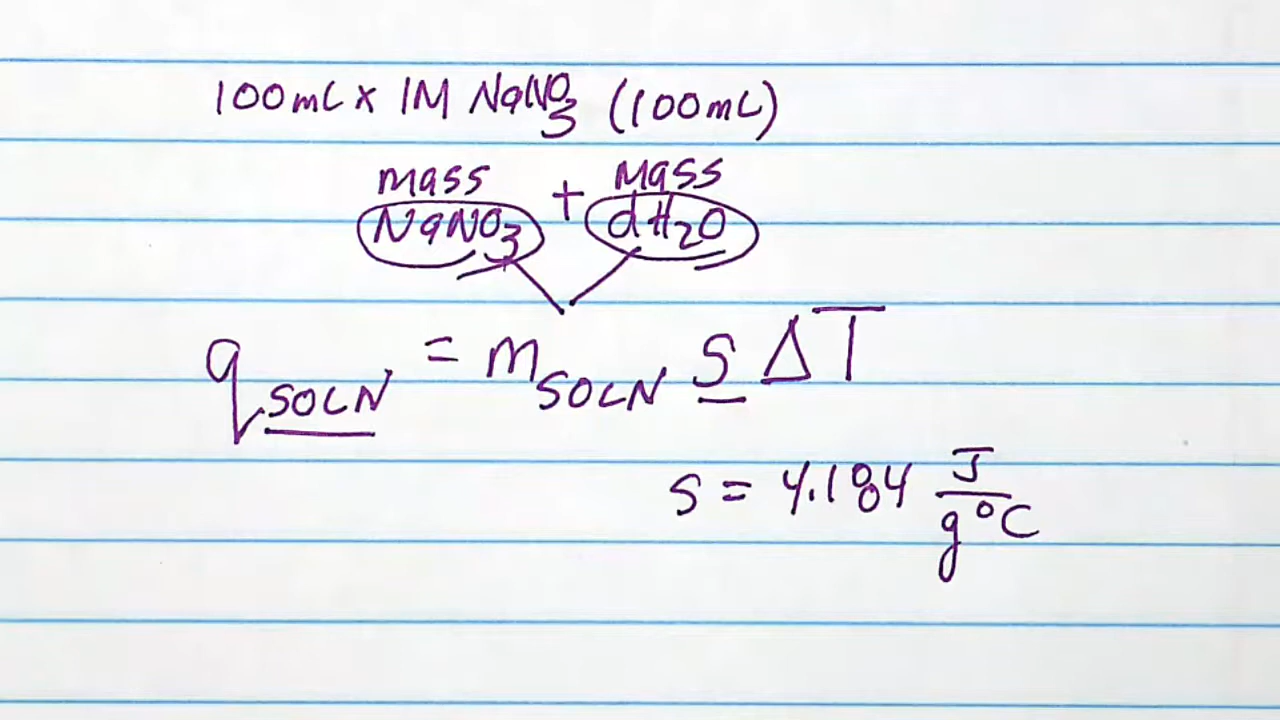 100mL x 1M NaNO3 (100mL)
mass + mass
NaNO3 dH2O
qSOLN = mSOLN S ΔT
S = 4.184 J/g°C